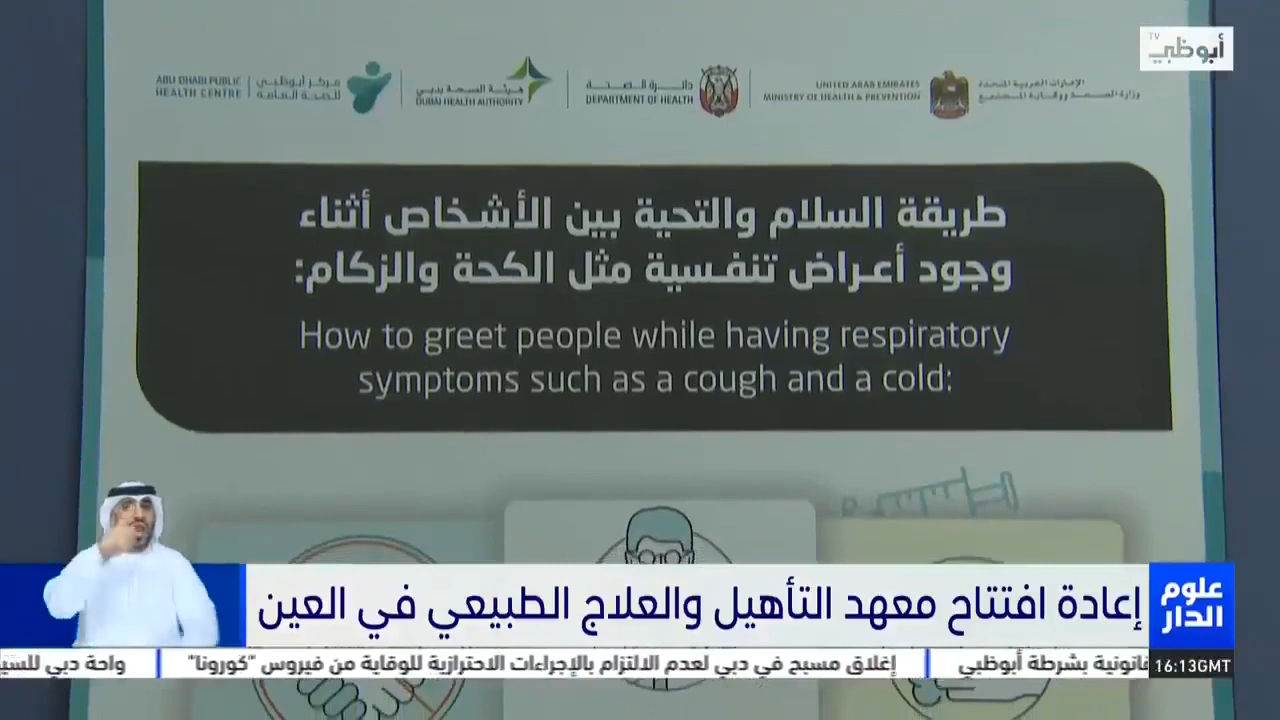 أبوظبي
TV
الإمارات العربية المتحدة
وزارة الصحة ووقاية المجتمع
UNITED ARAB EMIRATES
MINISTRY OF HEALTH & PREVENTION
دائرة الصحة
DEPARTMENT OF HEALTH
هيئة الصحة بدبي
DUBAI HEALTH AUTHORITY
مركز أبوظبي
للصحة العامة
ABU DHABI PUBLIC
HEALTH CENTRE
طريقة السلام والتحية بين الأشخاص أثناء
وجود أعراض تنفسية مثل الكحة والزكام:
How to greet people while having respiratory
symptoms such as a cough and a cold:
علوم
الدار
إعادة افتتاح معهد التأهيل والعلاج الطبيعي في العين
16:13GMT
بشرطة أبوظبي | إغلاق مسبح في دبي لعدم الالتزام بالإجراءات الاحترازية للوقاية من فيروس "كورونا" | واحة دبي